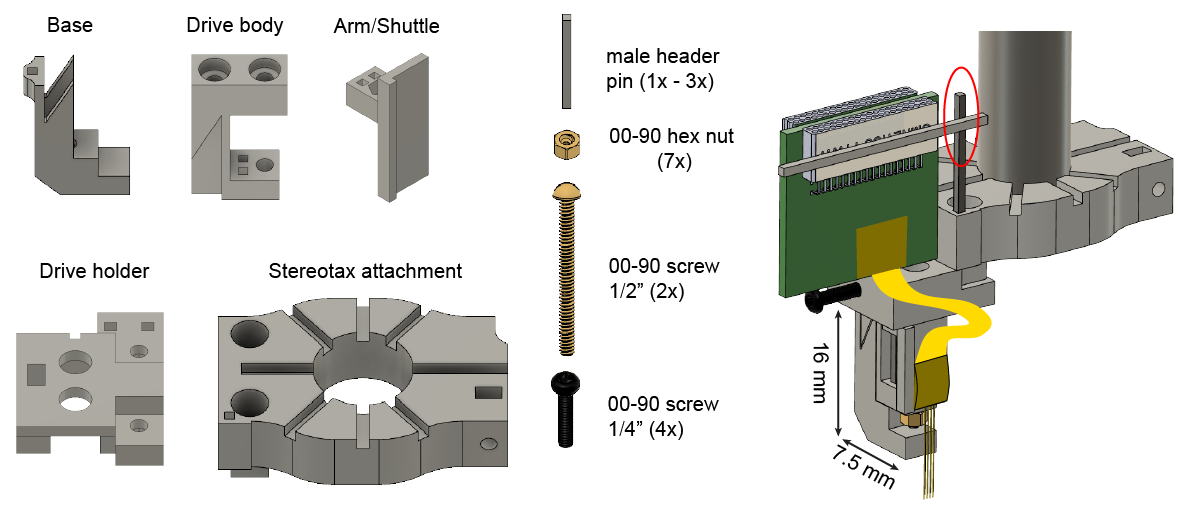 Base
Drive body
Arm/Shuttle
male header
pin (1x - 3x)
00-90 hex nut
(7x)
Drive holder
Stereotax attachment
00-90 screw
1/2” (2x)
00-90 screw
1/4” (4x)
16 mm
7.5 mm